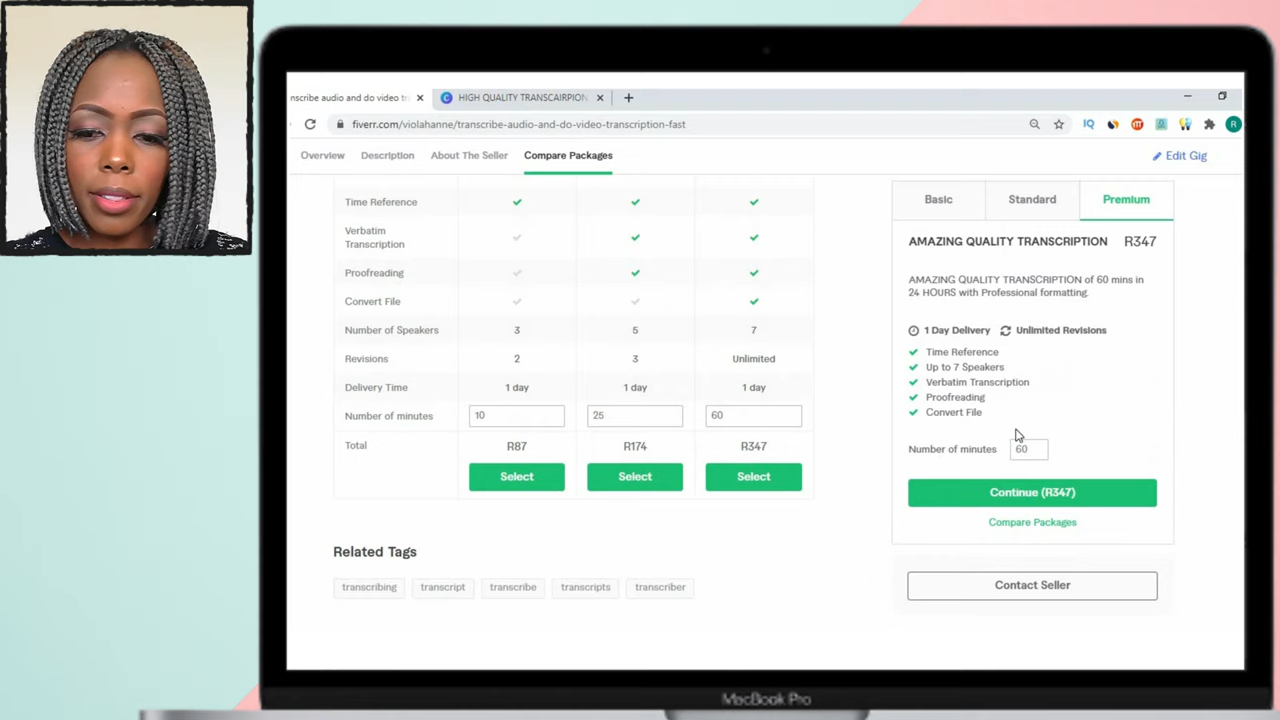 nscribe audio and do video tr
HIGH QUALITY TRANSCAIRPION
fiverr.com/violahanne/transcribe-audio-and-do-video-transcription-fast
Overview Description About The Seller Compare Packages Edit Gig
Time Reference
Verbatim
Transcription
Proofreading
Convert File
Number of Speakers 3 5 7
Revisions 2 3 Unlimited
Delivery Time 1 day 1 day 1 day
Number of minutes 10 25 60
Total R87 R174 R347
Select Select Select
Related Tags
transcribing transcript transcribe transcripts transcriber
Basic Standard Premium
AMAZING QUALITY TRANSCRIPTION R347
AMAZING QUALITY TRANSCRIPTION of 60 mins in
24 HOURS with Professional formatting.
1 Day Delivery Unlimited Revisions
Time Reference
Up to 7 Speakers
Verbatim Transcription
Proofreading
Convert File
Number of minutes 60
Continue (R347)
Compare Packages
Contact Seller
MacBook Pro
IQ
R